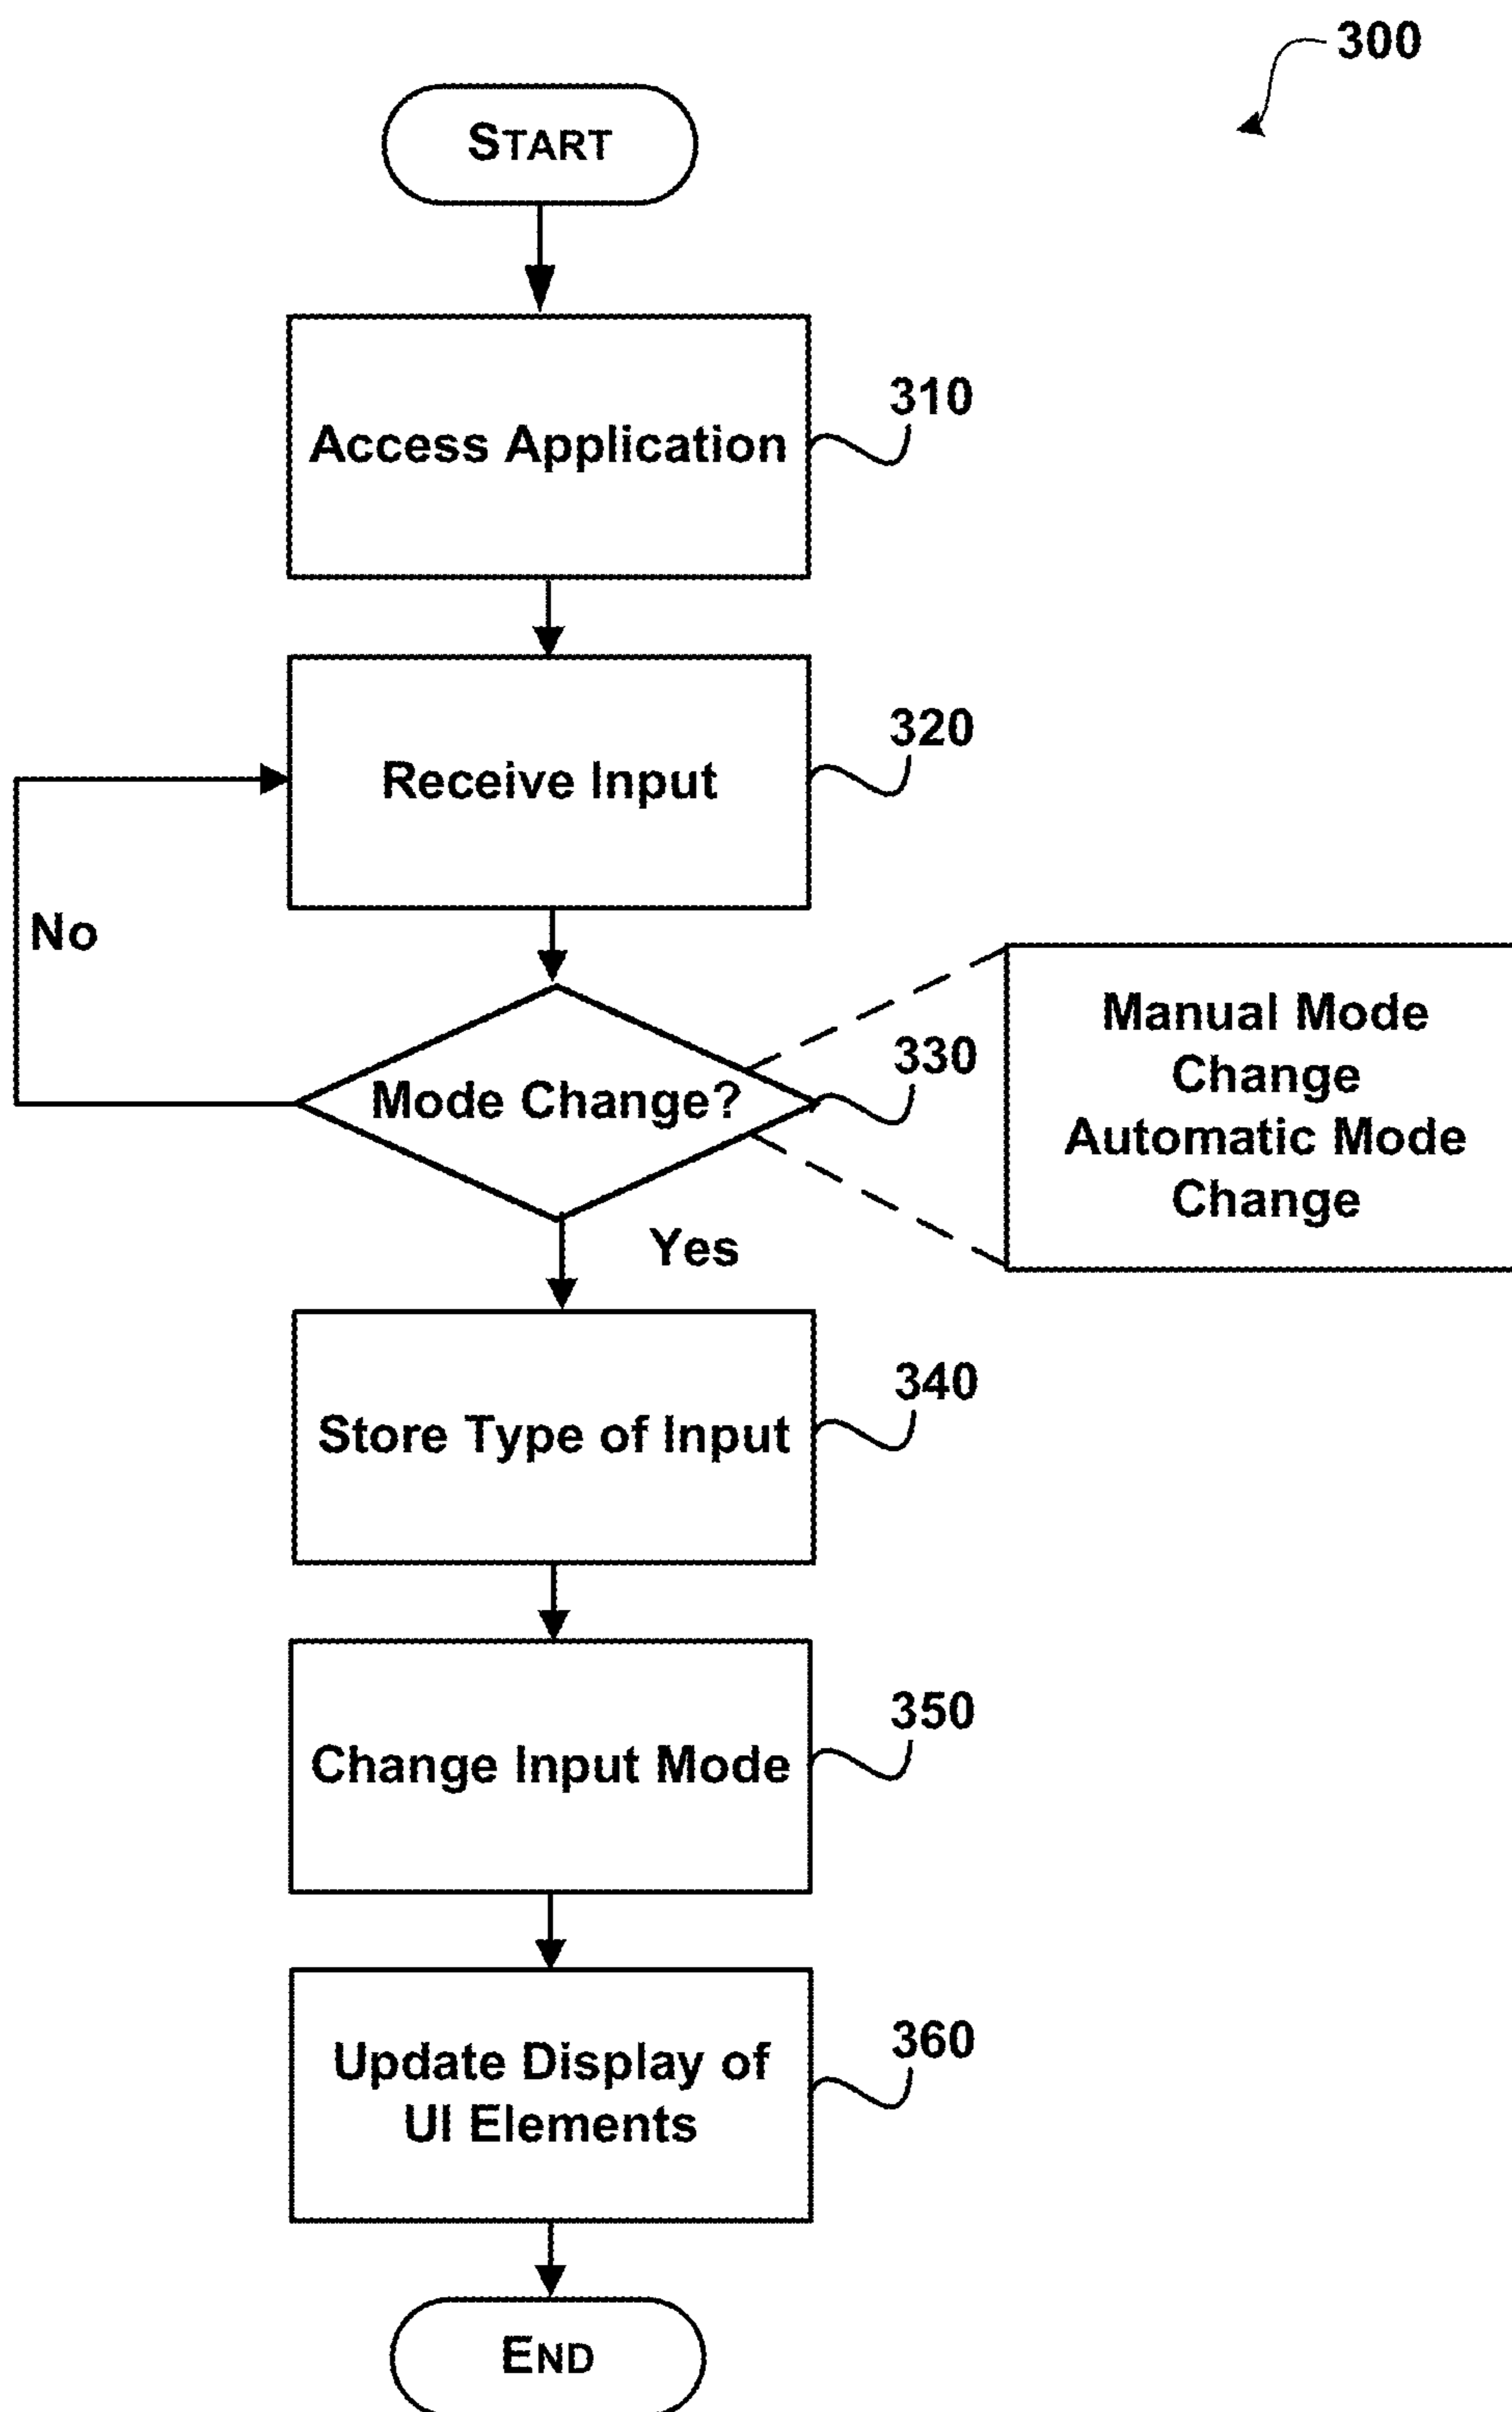 300
START
310
Access Application
320
Receive Input
No
330
Mode Change?
Manual Mode
Change
Automatic Mode
Change
Yes
340
Store Type of Input
350
Change Input Mode
360
Update Display of
UI Elements
END